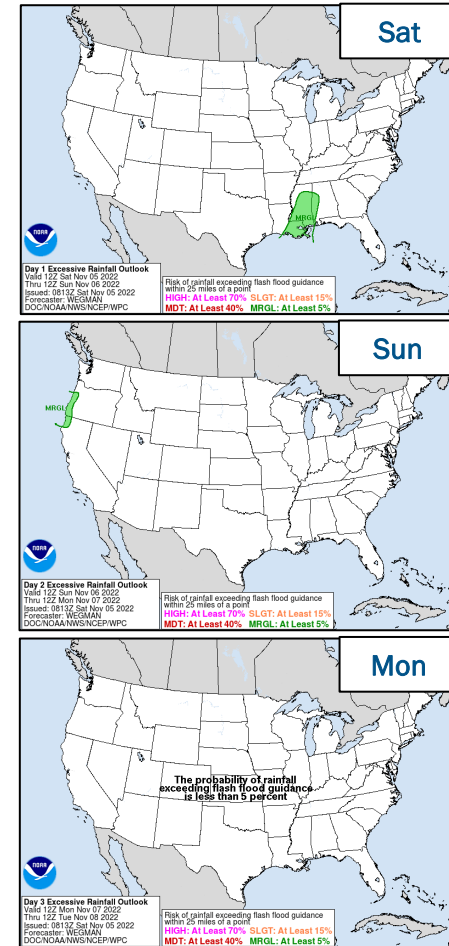 Sat
MRGL
NOAA
Day 1 Excessive Rainfall Outlook
Valid 12Z Sat Nov 05 2022
Thru 12Z Sun Nov 06 2022
Issued: 0813Z Sat Nov 05 2022
Forecaster: WEGMAN
DOC/NOAA/NWS/NCEP/WPC
Risk of rainfall exceeding flash flood guidance
within 25 miles of a point
HIGH: At Least 70% SLGT: At Least 15%
MDT: At Least 40% MRGL: At Least 5%
Sun
MRGL
NOAA
Day 2 Excessive Rainfall Outlook
Valid 12Z Sun Nov 06 2022
Thru 12Z Mon Nov 07 2022
Issued: 0813Z Sat Nov 05 2022
Forecaster: WEGMAN
DOC/NOAA/NWS/NCEP/WPC
Risk of rainfall exceeding flash flood guidance
within 25 miles of a point
HIGH: At Least 70% SLGT: At Least 15%
MDT: At Least 40% MRGL: At Least 5%
Mon
The probability of rainfall
exceeding flash flood guidance
is less than 5 percent
NOAA
Day 3 Excessive Rainfall Outlook
Valid 12Z Mon Nov 07 2022
Thru 12Z Tue Nov 08 2022
Issued: 0813Z Sat Nov 05 2022
Forecaster: WEGMAN
DOC/NOAA/NWS/NCEP/WPC
Risk of rainfall exceeding flash flood guidance
within 25 miles of a point
HIGH: At Least 70% SLGT: At Least 15%
MDT: At Least 40% MRGL: At Least 5%